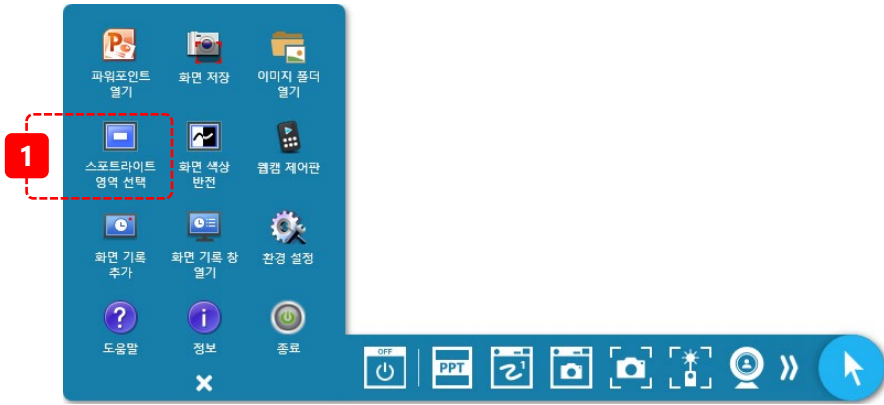 파워포인트
열기
화면 저장
이미지 폴더
열기
1
스포트라이트
영역 선택
화면 색상
반전
웹캠 제어판
화면 기록
추가
화면 기록 창
열기
환경 설정
?
도움말
i
정보
종료
OFF
PPT
1